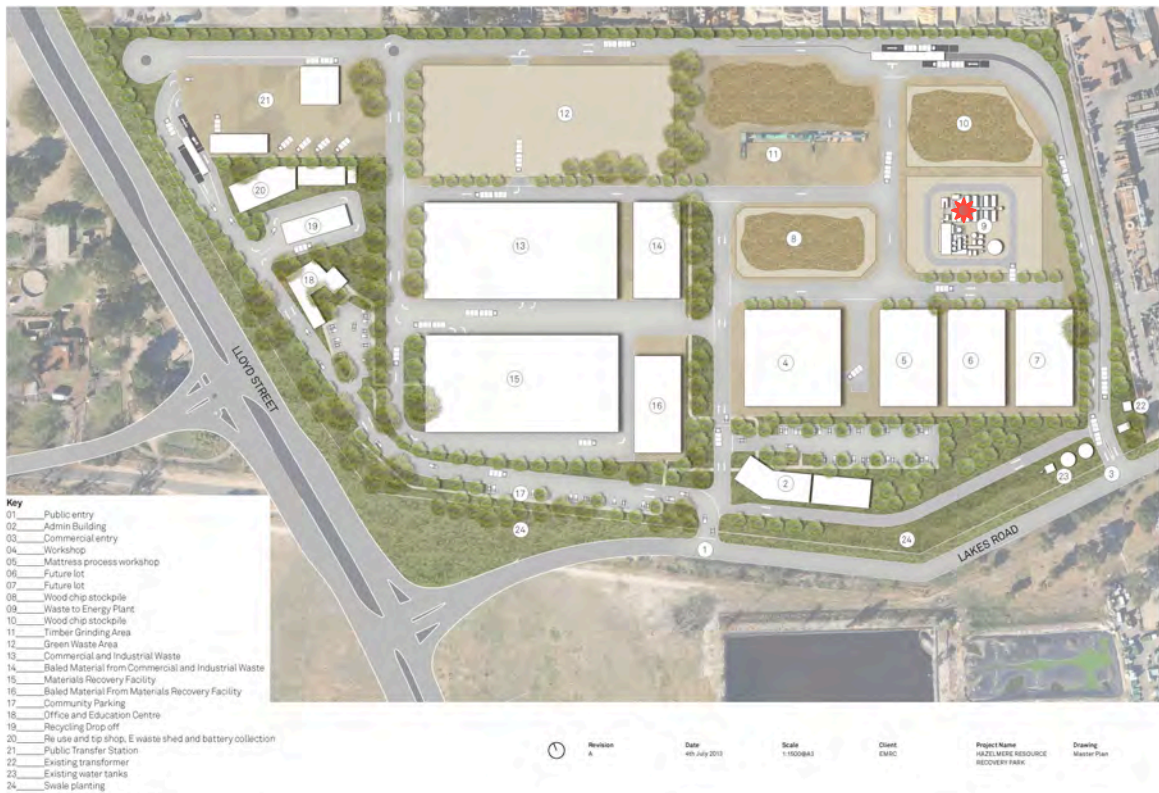 21
12
11
10
20
19
18
13
14
8
9
15
16
4
5
6
7
LLOYD STREET
17
24
2
1
24
LAKES ROAD
23
3
22
Key
01_____Public entry
02_____Admin Building
03_____Commercial entry
04_____Workshop
05_____Mattress process workshop
06_____Future lot
07_____Future lot
08_____Wood chip stockpile
09_____Waste to Energy Plant
10_____Wood chip stockpile
11_____Timber Grinding Area
12_____Green Waste Area
13_____Commercial and Industrial Waste
14_____Baled Material from Commercial and Industrial Waste
15_____Materials Recovery Facility
16_____Baled Material From Materials Recovery Facility
17_____Community Parking
18_____Office and Education Centre
19_____Recycling Drop off
20_____Re use and tip shop, E waste shed and battery collection
21_____Public Transfer Station
22_____Existing transformer
23_____Existing water tanks
24_____Swale planting
Revision
A
Date
4th July 2013
Scale
1:1500@A3
Client
EMRC
Project Name
HAZELMERE RESOURCE
RECOVERY PARK
Drawing
Master Plan